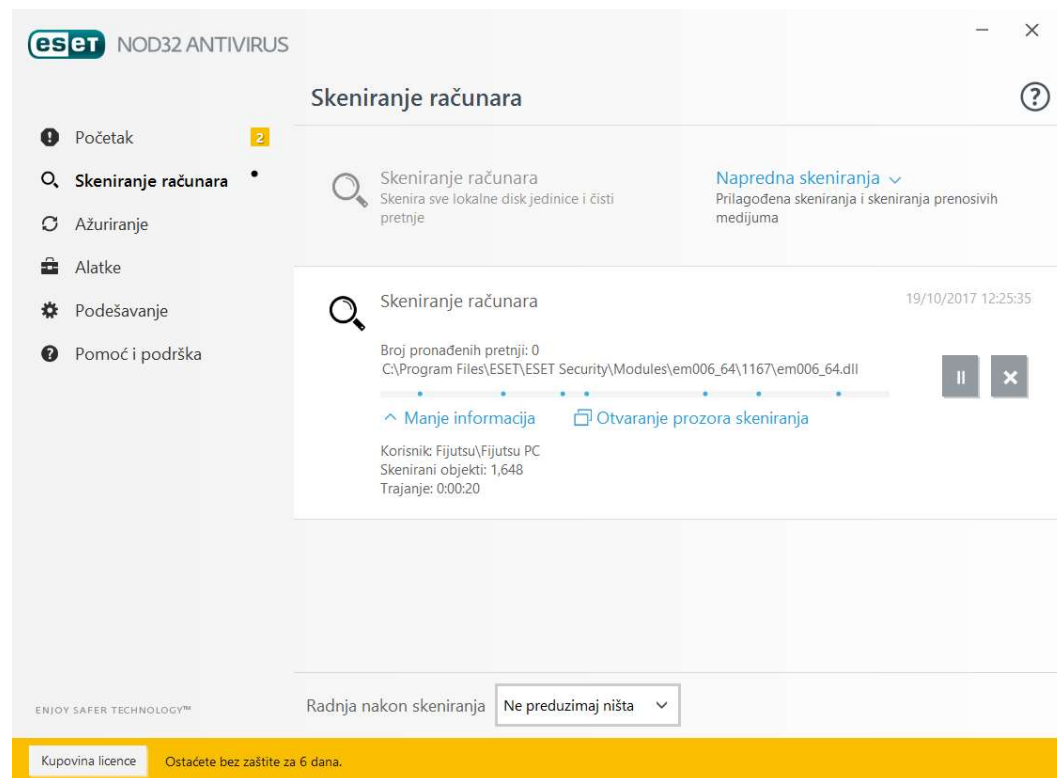 eset NOD32 ANTIVIRUS
Skeniranje računara
?
Početak 2
Skeniranje računara
Ažuriranje
Alatke
Podešavanje
Pomoć i podrška
Skeniranje računara
Skenira sve lokalne disk jedinice i čisti
pretnje
Napredna skeniranja
Prilagođena skeniranja i skeniranja prenosivih
medijuma
Skeniranje računara
19/10/2017 12:25:35
Broj pronađenih pretnji: 0
C:\Program Files\ESET\ESET Security\Modules\em006_64\1167\em006_64.dll
Manje informacija
Otvaranje prozora skeniranja
Korisnik: Fijutsu\Fijutsu PC
Skenirani objekti: 1,648
Trajanje: 0:00:20
ENJOY SAFER TECHNOLOGY™
Radnja nakon skeniranja Ne preduzimaj ništa
Kupovina licence Ostaćete bez zaštite za 6 dana.